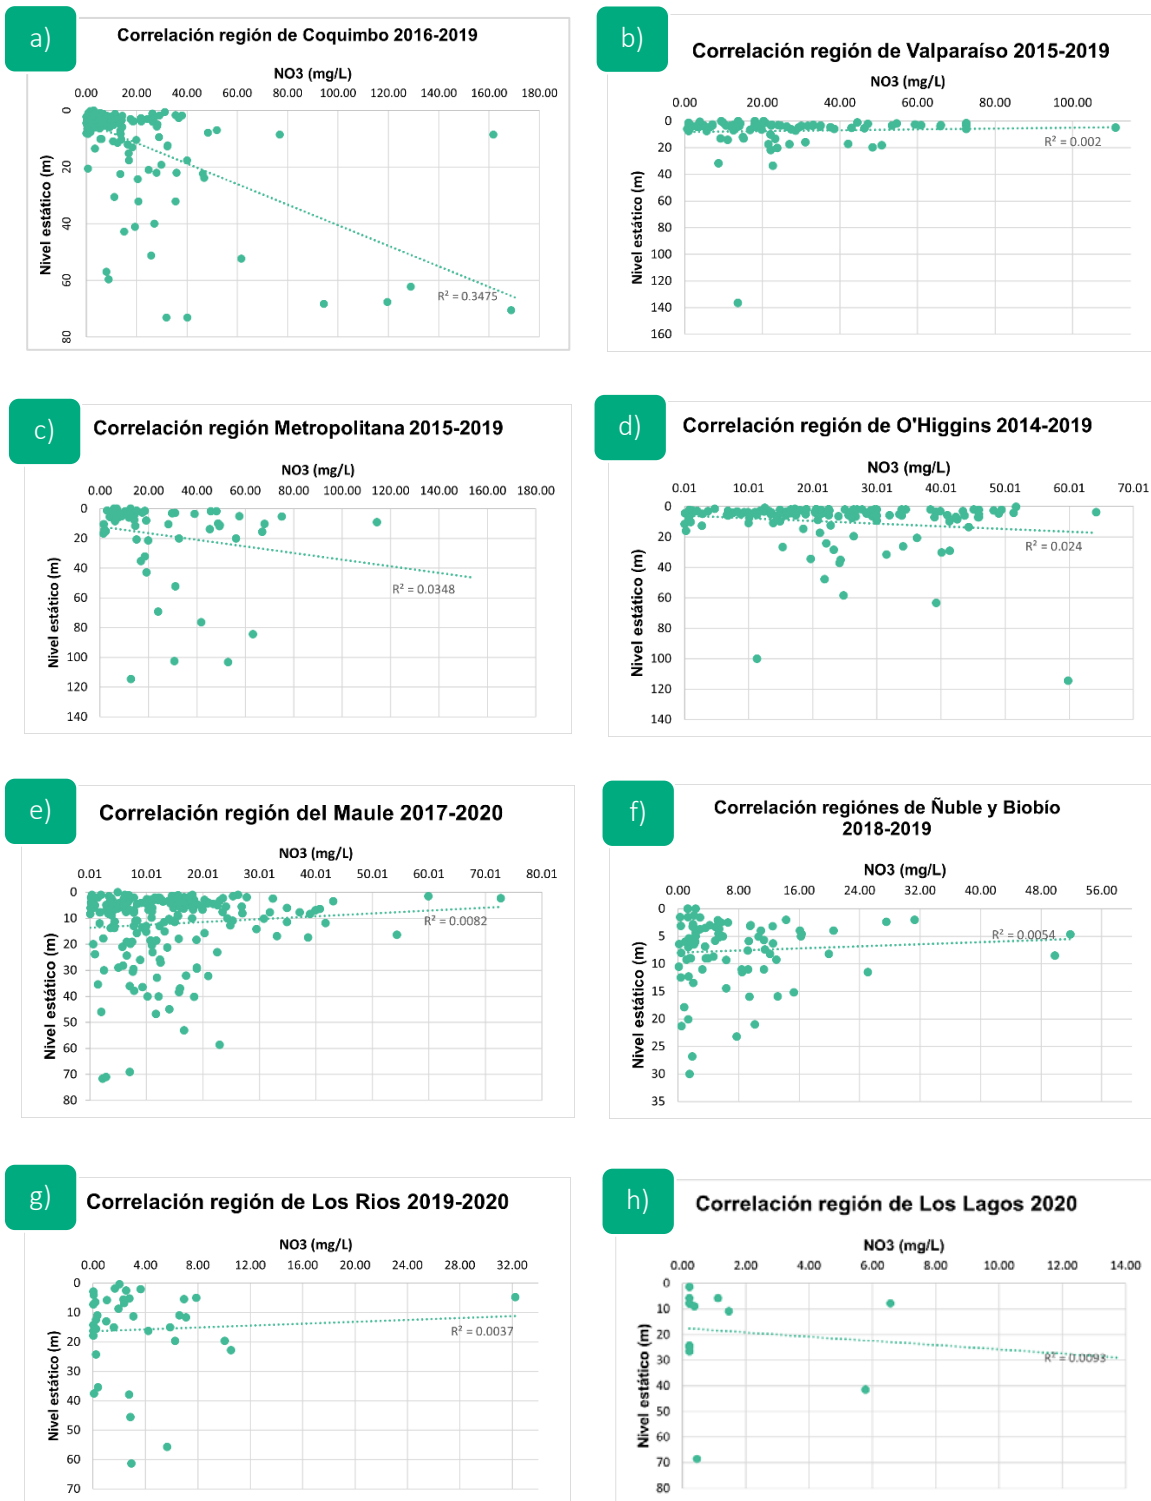 a)
Correlación región de Coquimbo 2016-2019
NO3 (mg/L)
0.00 20.00 40.00 60.00 80.00 100.00 120.00 140.00 160.00 180.00
0
20
40
60
80
Nivel estático (m)
R² = 0.3475
b)
Correlación región de Valparaíso 2015-2019
NO3 (mg/L)
0.00 20.00 40.00 60.00 80.00 100.00
0
20
40
60
80
100
120
140
160
Nivel estático (m)
R² = 0.002
c)
Correlación región Metropolitana 2015-2019
NO3 (mg/L)
0.00 20.00 40.00 60.00 80.00 100.00 120.00 140.00 160.00 180.00
0
20
40
60
80
100
120
140
Nivel estático (m)
R² = 0.0348
d)
Correlación región de O'Higgins 2014-2019
NO3 (mg/L)
0.01 10.01 20.01 30.01 40.01 50.01 60.01 70.01
0
20
40
60
80
100
120
140
Nivel estático (m)
R² = 0.024
e)
Correlación región del Maule 2017-2020
NO3 (mg/L)
0.01 10.01 20.01 30.01 40.01 50.01 60.01 70.01 80.01
0
10
20
30
40
50
60
70
80
Nivel estático (m)
R² = 0.0082
f)
Correlación regiónes de Ñuble y Biobío
2018-2019
NO3 (mg/L)
0.00 8.00 16.00 24.00 32.00 40.00 48.00 56.00
0
5
10
15
20
25
30
35
Nivel estático (m)
R² = 0.0054
g)
Correlación región de Los Rios 2019-2020
NO3 (mg/L)
0.00 4.00 8.00 12.00 16.00 20.00 24.00 28.00 32.00
0
10
20
30
40
50
60
70
Nivel estático (m)
R² = 0.0037
h)
Correlación región de Los Lagos 2020
NO3 (mg/L)
0.00 2.00 4.00 6.00 8.00 10.00 12.00 14.00
0
10
20
30
40
50
60
70
80
Nivel estático (m)
R² = 0.0093